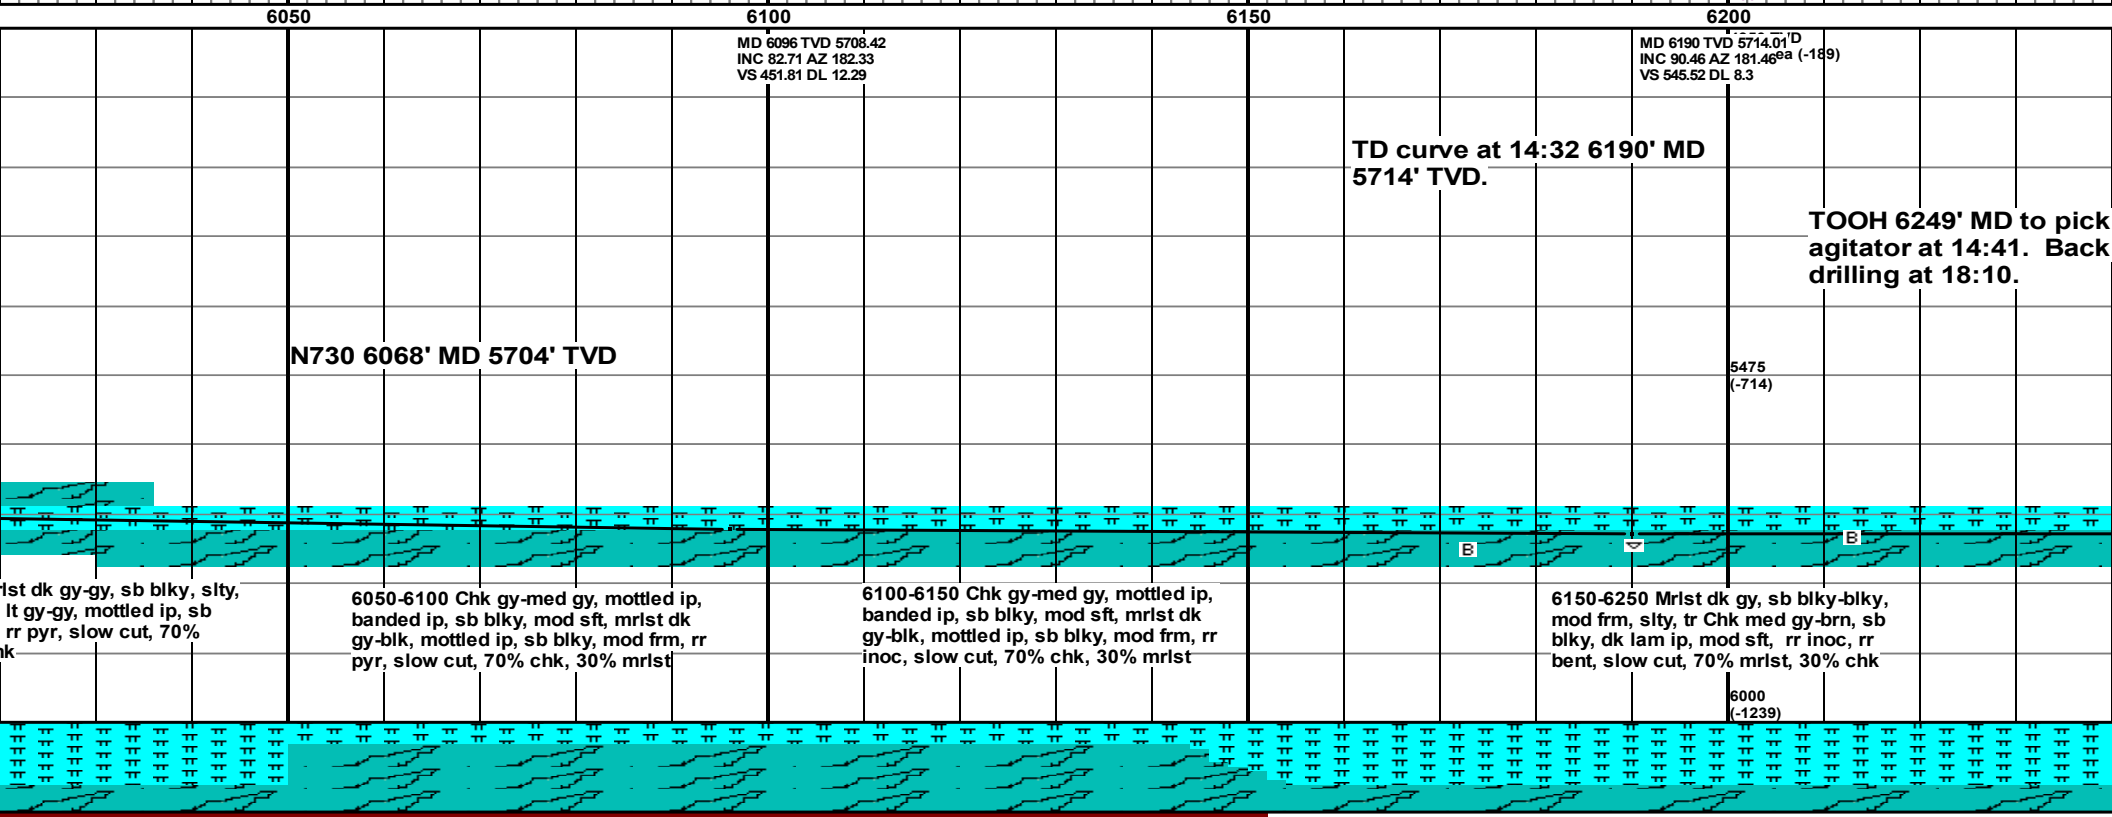 6050 6100 6150 6200
MD 6096 TVD 5708.42
INC 82.71 AZ 182.33
VS 451.81 DL 12.29
MD 6190 TVD 5714.01
INC 90.46 AZ 181.46
VS 545.52 DL 8.3
ea (-189)
TD curve at 14:32 6190' MD
5714' TVD.
TOOH 6249' MD to pick
agitator at 14:41. Back
drilling at 18:10.
N730 6068' MD 5704' TVD
5475
(-714)
B
B
dk gy-gy, sb blky, slty,
lt gy-gy, mottled ip, sb
rr pyr, slow cut, 70%
6050-6100 Chk gy-med gy, mottled ip,
banded ip, sb blky, mod sft, mrlst dk
gy-blk, mottled ip, sb blky, mod frm, rr
pyr, slow cut, 70% chk, 30% mrlst
6100-6150 Chk gy-med gy, mottled ip,
banded ip, sb blky, mod sft, mrlst dk
gy-blk, mottled ip, sb blky, mod frm, rr
inoc, slow cut, 70% chk, 30% mrlst
6150-6250 Mrlst dk gy, sb blky-blky,
mod frm, slty, tr Chk med gy-brn, sb
blky, dk lam ip, mod sft, rr inoc, rr
bent, slow cut, 70% mrlst, 30% chk
6000
(-1239)